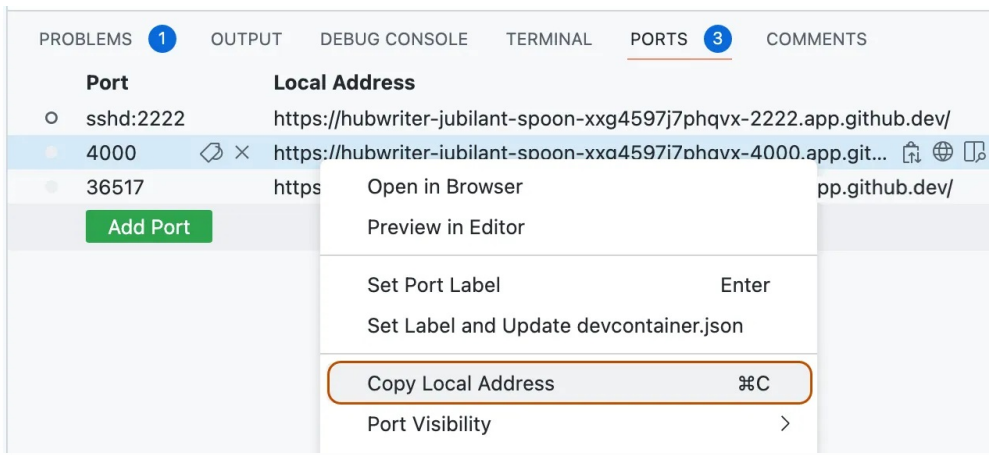 PROBLEMS 1 OUTPUT DEBUG CONSOLE TERMINAL PORTS 3 COMMENTS
Port Local Address
sshd:2222 https://hubwriter-jubilant-spoon-xxg4597j7phqvx-2222.app.github.dev/
4000 https://hubwriter-jubilant-spoon-xxg4597j7phqvx-4000.app.git...
36517 https app.github.dev/
Add Port
Open in Browser
Preview in Editor
Set Port Label Enter
Set Label and Update devcontainer.json
Copy Local Address ⌘C
Port Visibility